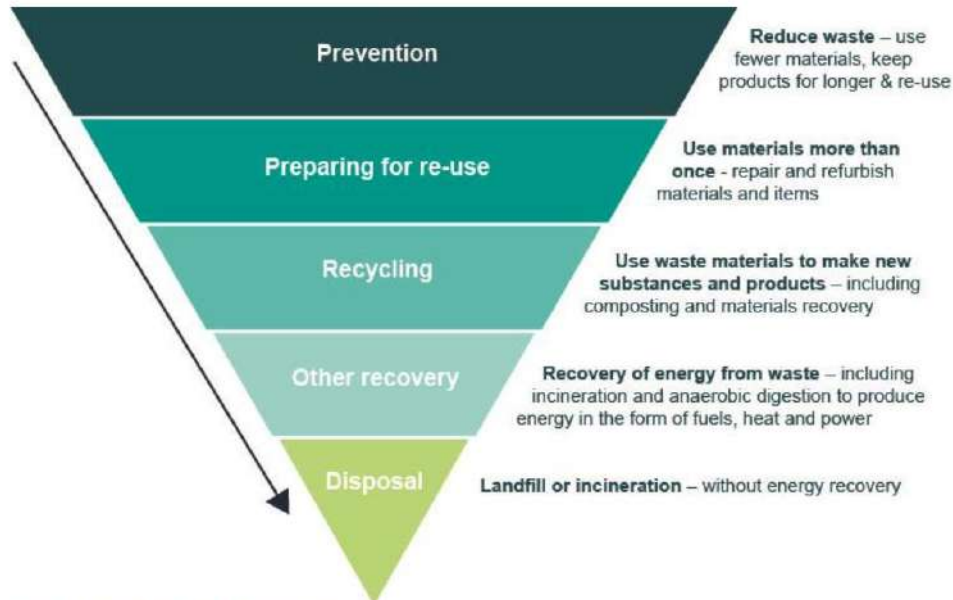 Prevention
Reduce waste – use
fewer materials, keep
products for longer & re-use
Preparing for re-use
Use materials more than
once - repair and refurbish
materials and items
Recycling
Use waste materials to make new
substances and products – including
composting and materials recovery
Other recovery
Recovery of energy from waste – including
incineration and anaerobic digestion to produce
energy in the form of fuels, heat and power
Disposal
Landfill or incineration – without energy recovery